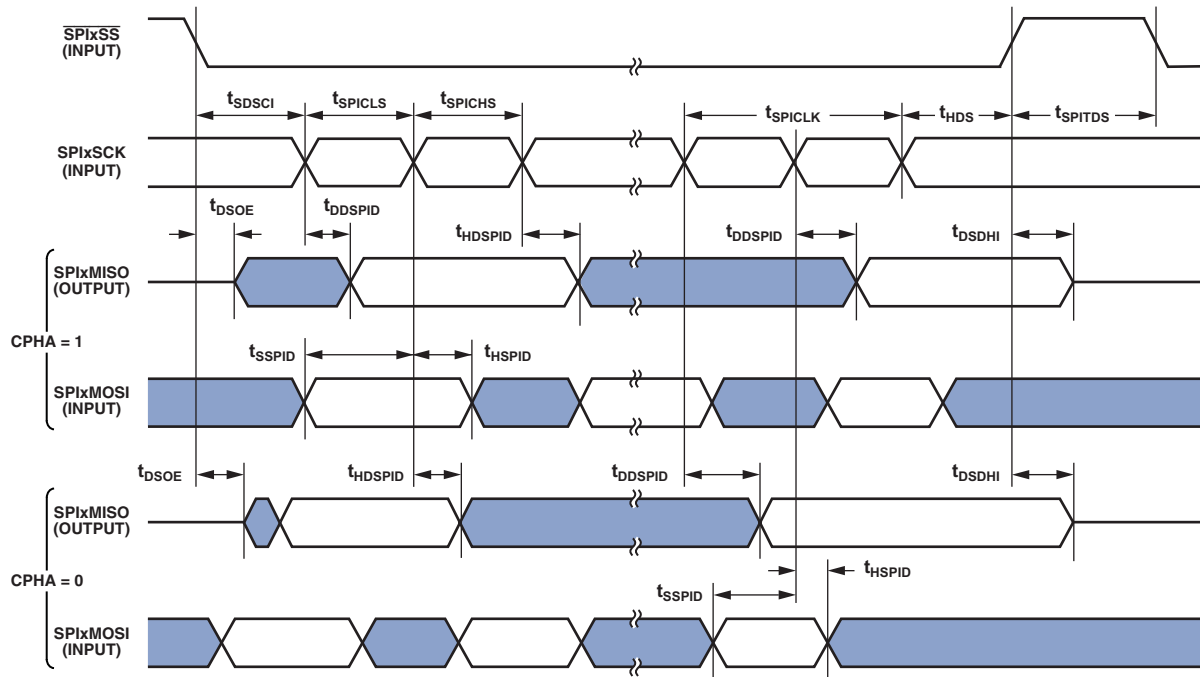 SPIxSS
(INPUT)
tSDSCI tSPICLS tSPICHS tSPICLK tHDS tSPITDS
SPIxSCK
(INPUT)
tDSOE tDDSPID tHDSPID tDDSPID tDSDHI
SPIxMISO
(OUTPUT)
CPHA = 1
tSSPID tHSPID
SPIxMOSI
(INPUT)
tDSOE tHDSPID tDDSPID tDSDHI
SPIxMISO
(OUTPUT)
CPHA = 0
tHSPID
tSSPID
SPIxMOSI
(INPUT)